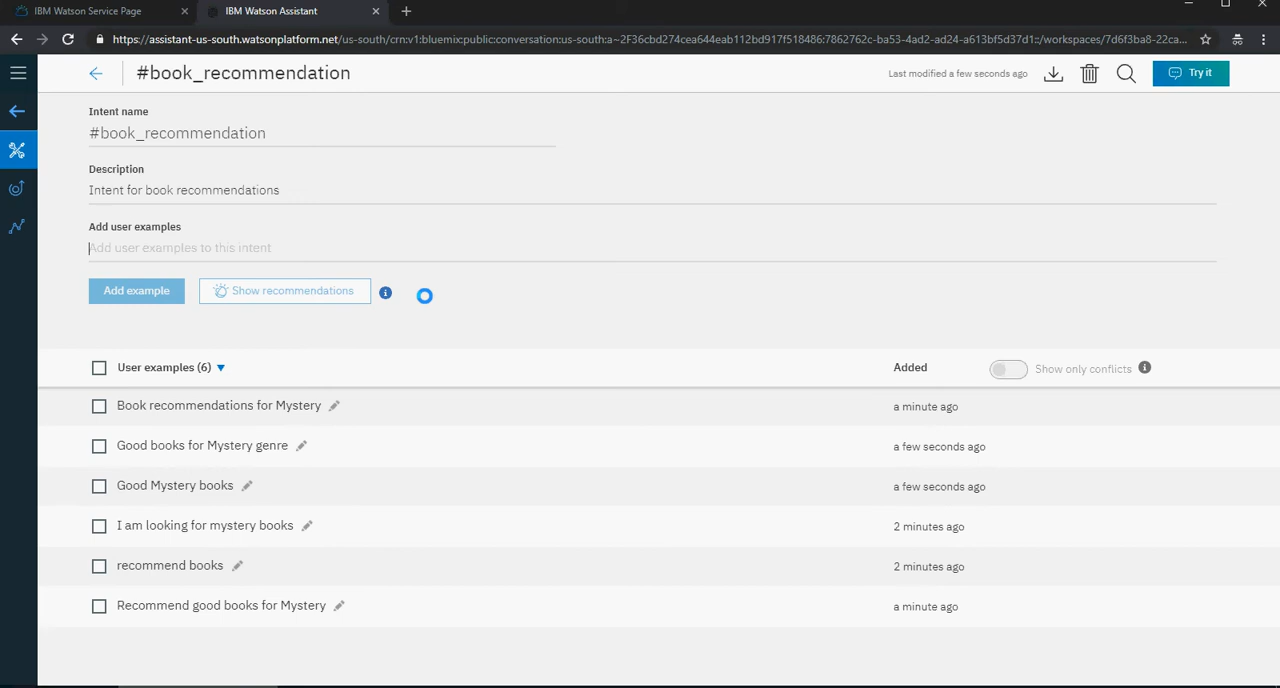 IBM Watson Service Page
IBM Watson Assistant
https://assistant-us-south.watsonplatform.net/us-south/crn:v1:bluemix:public:conversation:us-south:a~2F36cbd274cea644eab112bd917f518486:7862762c-ba53-4ad2-ad24-a613bf5d37d1::/workspaces/7d6f3ba8-22ca...
#book_recommendation
Last modified a few seconds ago
Try it
Intent name
#book_recommendation
Description
Intent for book recommendations
Add user examples
Add user examples to this intent
Add example
Show recommendations
User examples (6)
Added
Show only conflicts
Book recommendations for Mystery
a minute ago
Good books for Mystery genre
a few seconds ago
Good Mystery books
a few seconds ago
I am looking for mystery books
2 minutes ago
recommend books
2 minutes ago
Recommend good books for Mystery
a minute ago